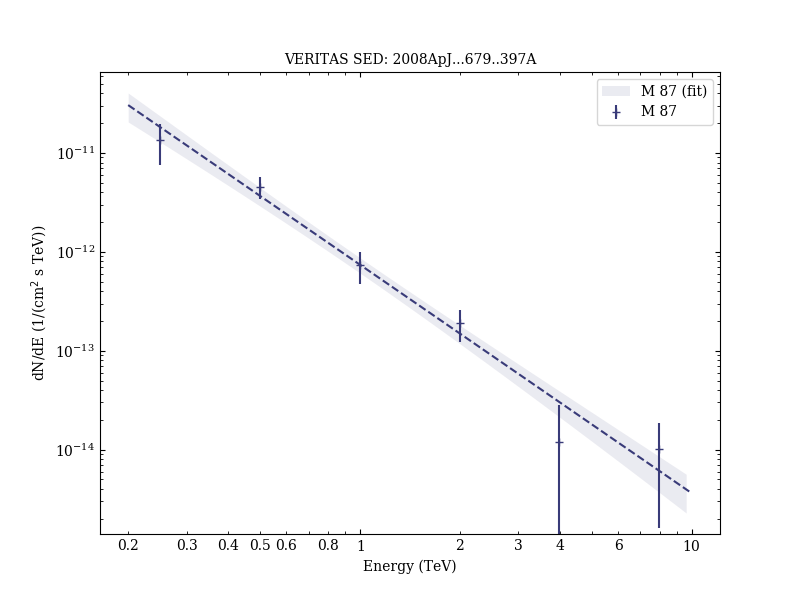 VERITAS SED: 2008ApJ...679..397A
M 87 (fit)
M 87
dN/dE (1/(cm² s TeV))
10⁻¹¹
10⁻¹²
10⁻¹³
10⁻¹⁴
0.2 0.3 0.4 0.5 0.6 0.8 1 2 3 4 6 10
Energy (TeV)